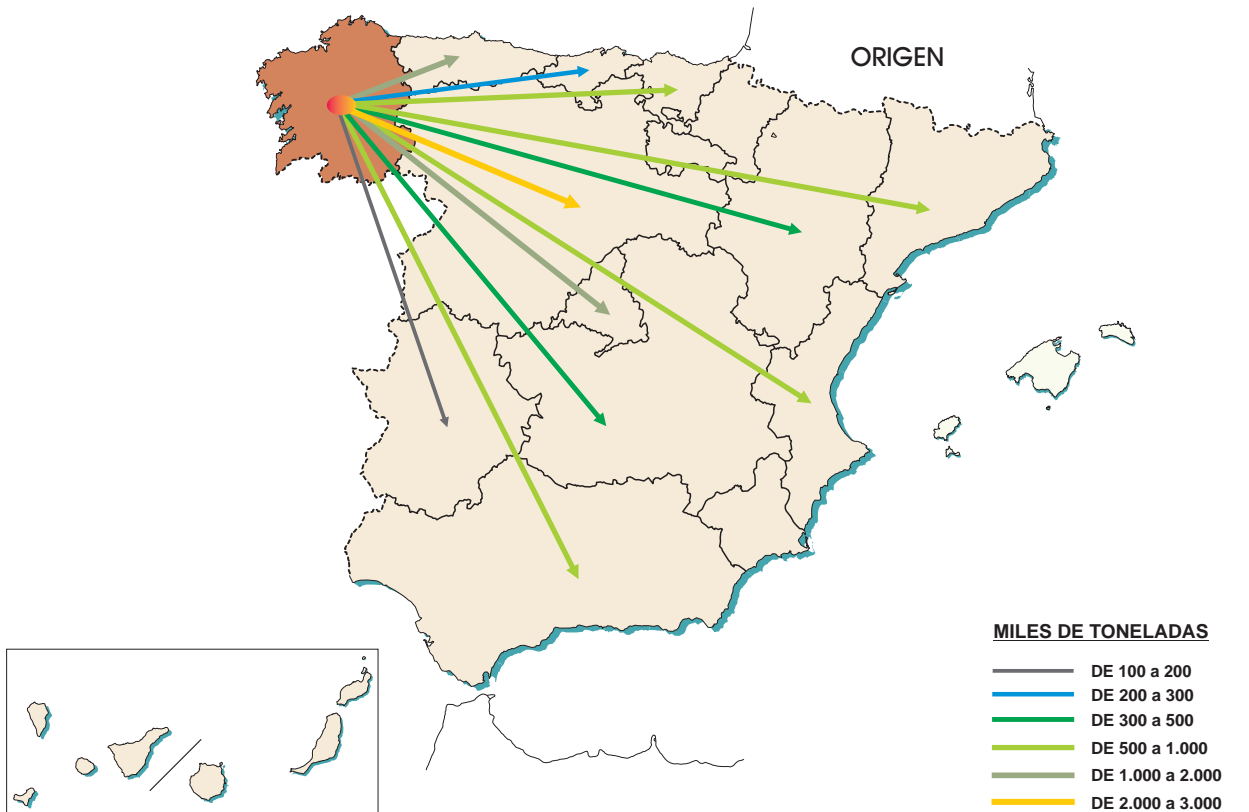 ORIGEN
MILES DE TONELADAS
DE 100 a 200
DE 200 a 300
DE 300 a 500
DE 500 a 1.000
DE 1.000 a 2.000
DE 2.000 a 3.000